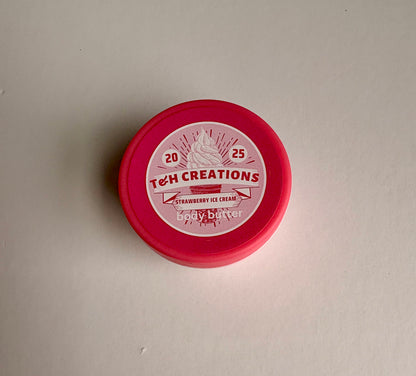 20 25
T&H CREATIONS
STRAWBERRY ICE CREAM
body butter